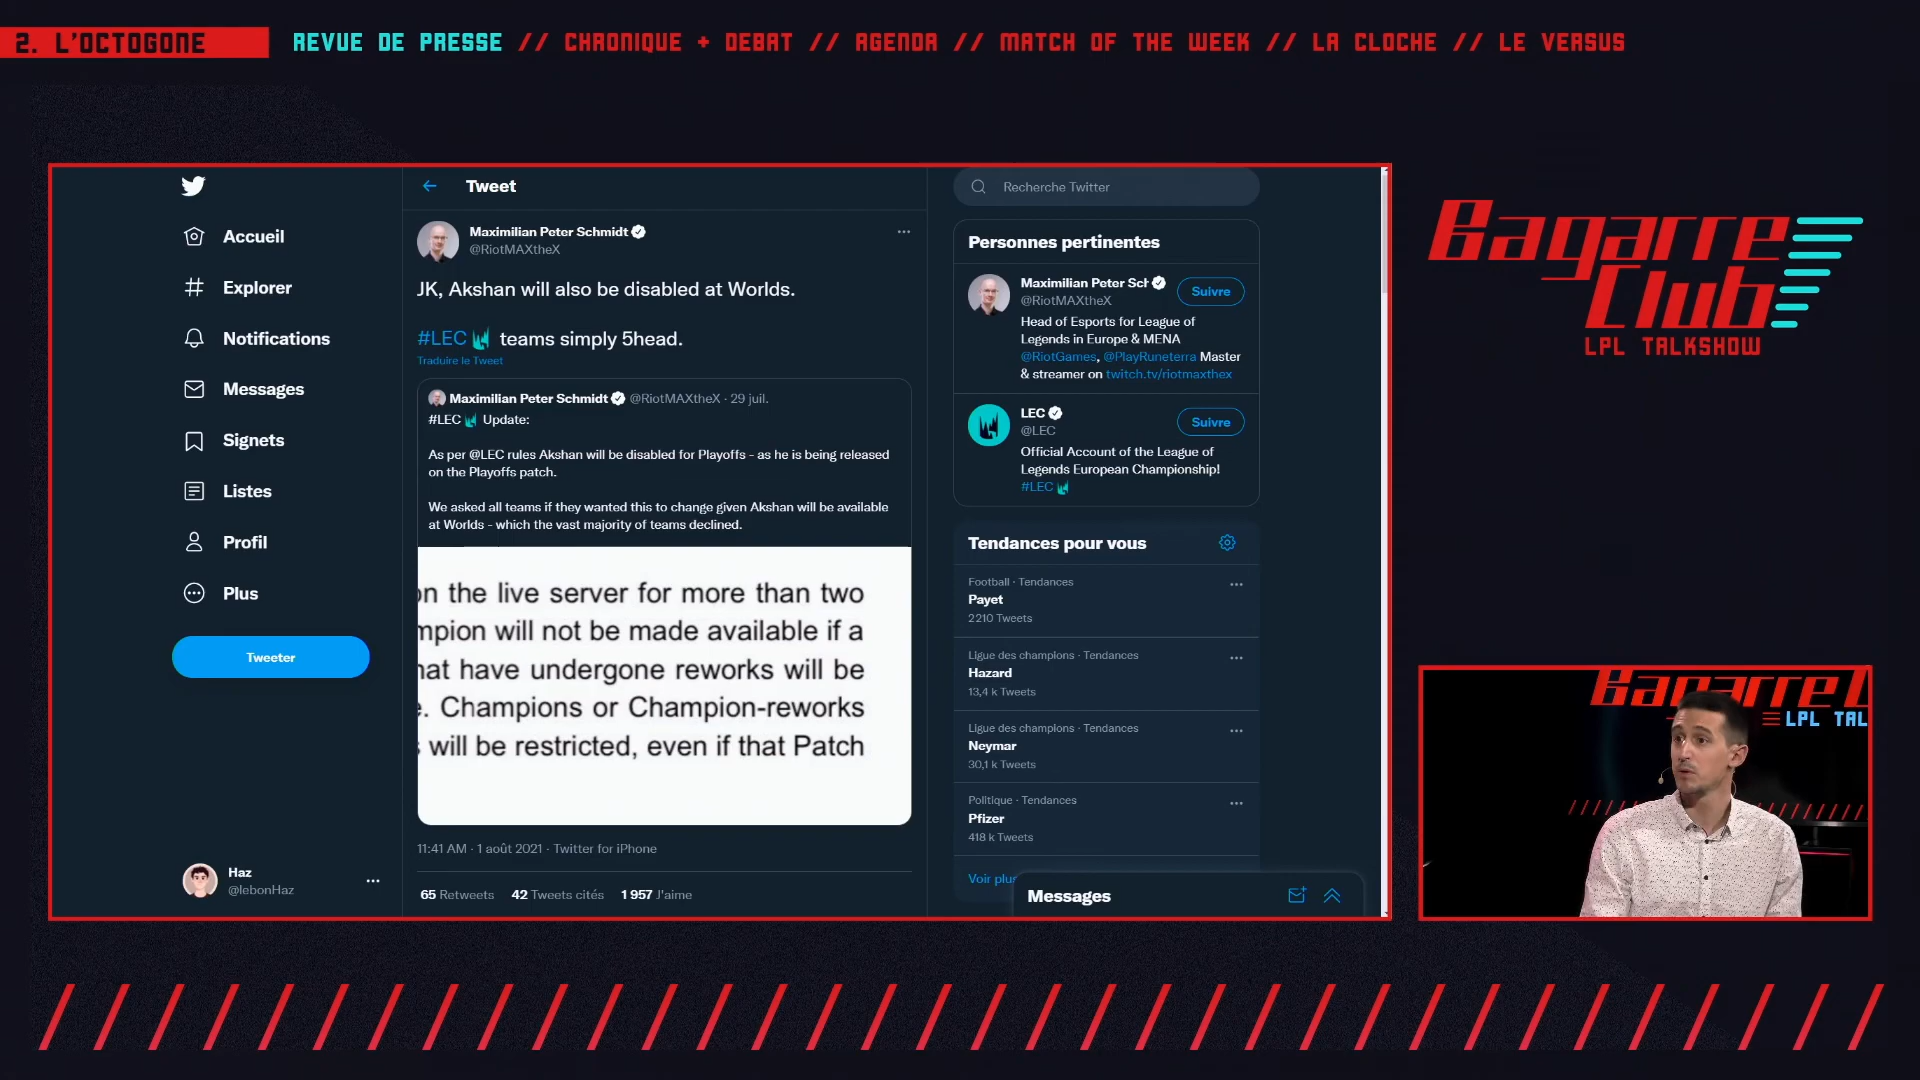 2. L'OCTOGONE
REVUE DE PRESSE // CHRONIQUE + DEBAT // AGENDA // MATCH OF THE WEEK // LA CLOCHE // LE VERSUS
Accueil
Explorer
Notifications
Messages
Signets
Listes
Profil
Plus
Tweeter
Haz
@lebonHaz
Tweet
Maximilian Peter Schmidt
@RiotMAXtheX
JK, Akshan will also be disabled at Worlds.
#LEC teams simply 5head.
Traduire le Tweet
Maximilian Peter Schmidt @RiotMAXtheX · 29 juil.
#LEC Update:
As per @LEC rules Akshan will be disabled for Playoffs - as he is being released
on the Playoffs patch.
We asked all teams if they wanted this to change given Akshan will be available
at Worlds - which the vast majority of teams declined.
on the live server for more than two
mpion will not be made available if a
hat have undergone reworks will be
e. Champions or Champion-reworks
s will be restricted, even if that Patch
11:41 AM · 1 août 2021 · Twitter for iPhone
65 Retweets 42 Tweets cités 1 957 J'aime
Recherche Twitter
Personnes pertinentes
Maximilian Peter Sch
@RiotMAXtheX
Suivre
Head of Esports for League of
Legends in Europe & MENA
@RiotGames, @PlayRuneterra Master
& streamer on twitch.tv/riotmaxthex
LEC
@LEC
Suivre
Official Account of the League of
Legends European Championship!
#LEC
Tendances pour vous
Football · Tendances
Payet
2 210 Tweets
Ligue des champions · Tendances
Hazard
13,4 k Tweets
Ligue des champions · Tendances
Neymar
30,1 k Tweets
Politique · Tendances
Pfizer
418 k Tweets
Voir plus
Messages
Bagarre
Club
LPL TALKSHOW
Bagarre
LPL TAL